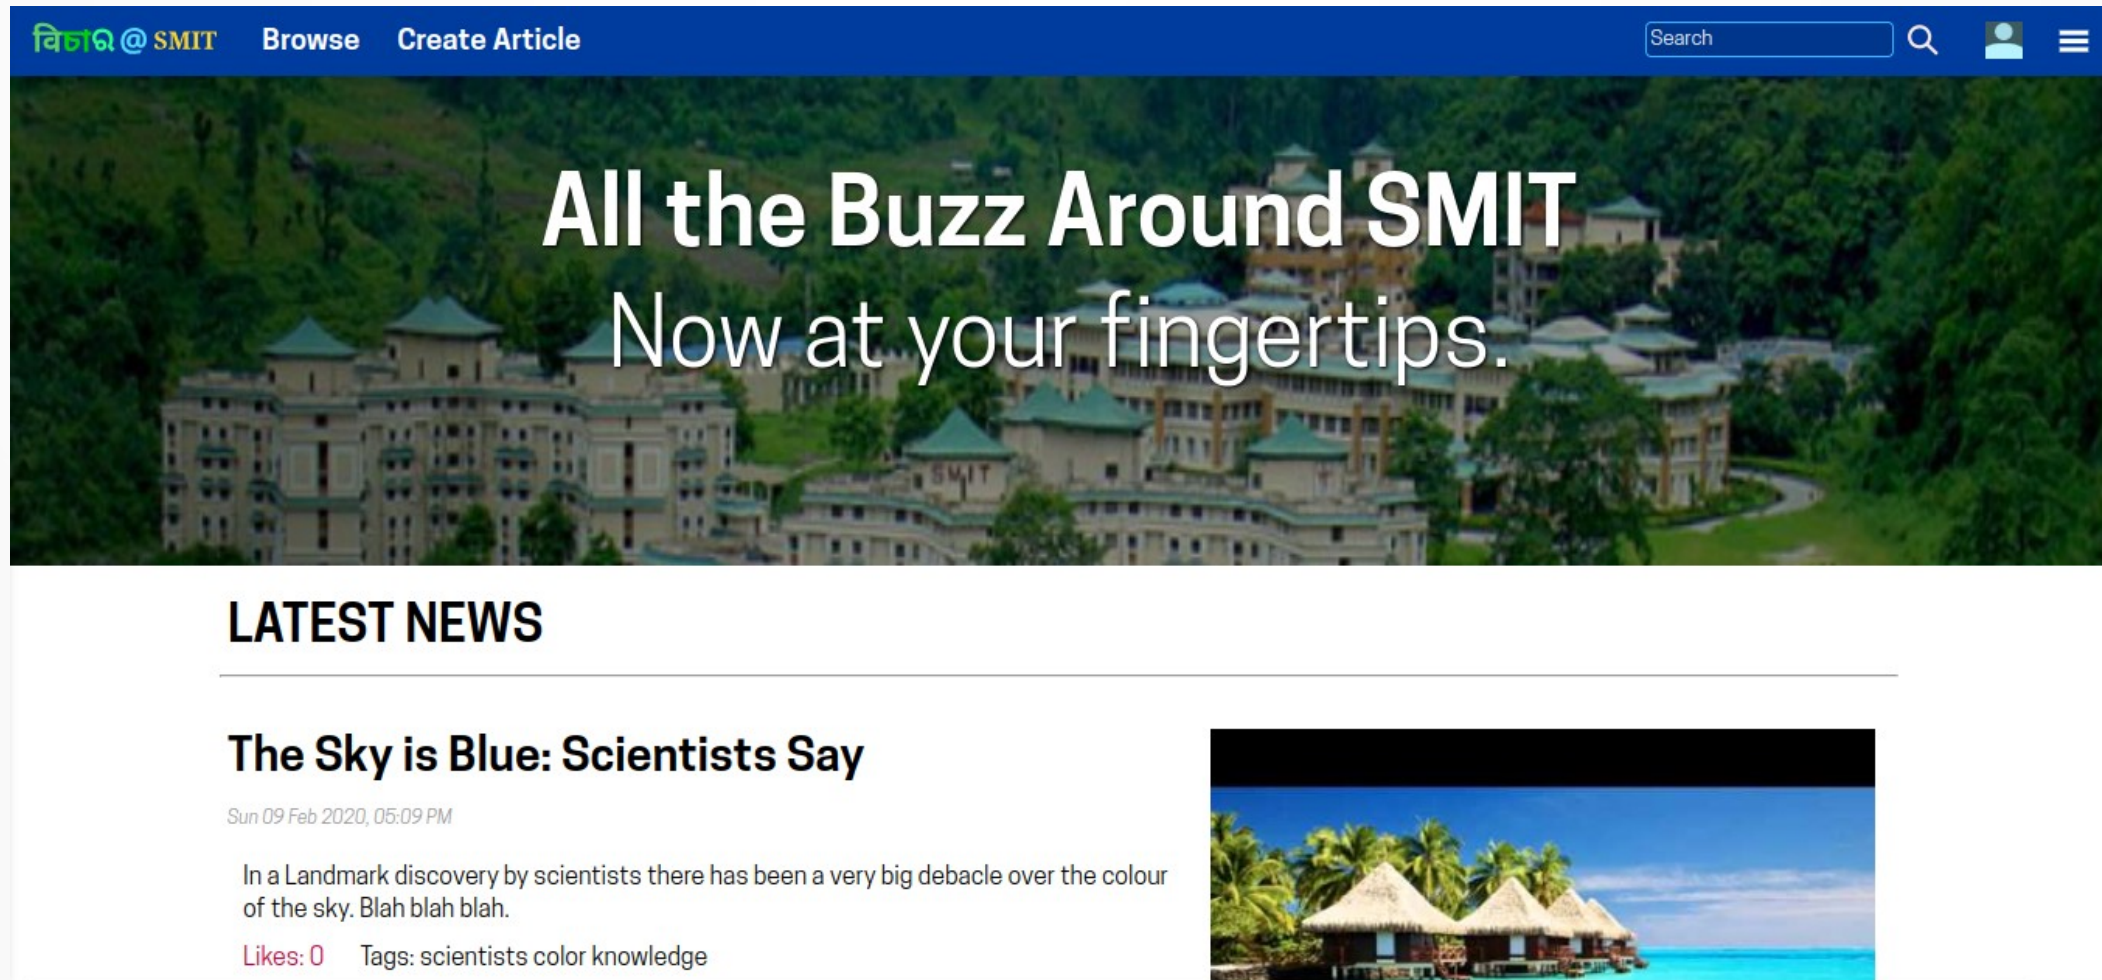 विচাର @ SMIT
Browse
Create Article
Search
All the Buzz Around SMIT
Now at your fingertips.
SMIT
LATEST NEWS
The Sky is Blue: Scientists Say
Sun 09 Feb 2020, 05:09 PM
In a Landmark discovery by scientists there has been a very big debacle over the colour
of the sky. Blah blah blah.
Likes: 0 Tags: scientists color knowledge